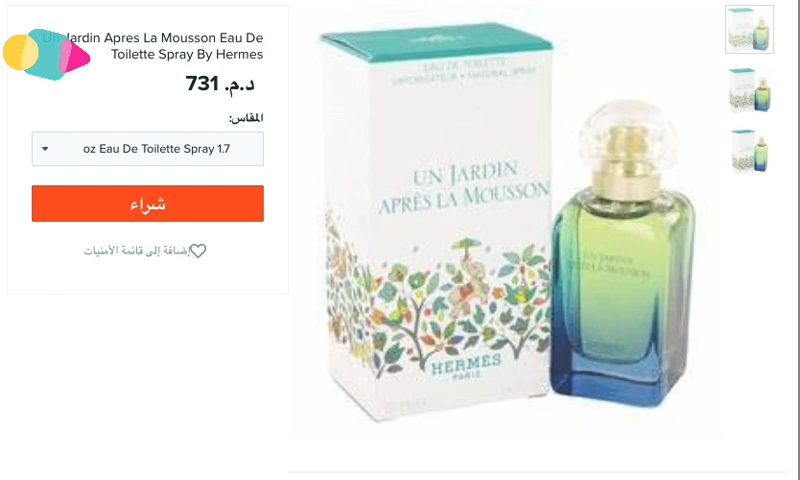 Un Jardin Apres La Mousson Eau De
Toilette Spray By Hermes
د.م. 731
المقاس:
oz Eau De Toilette Spray 1.7
شراء
إضافة إلى قائمة الأمنيات
EAU DE TOILETTE
VAPORISATEUR • NATURAL SPRAY
UN JARDIN
APRÈS LA MOUSSON
HERMÈS
PARIS
UN JARDIN
APRÈS LA MOUSSON